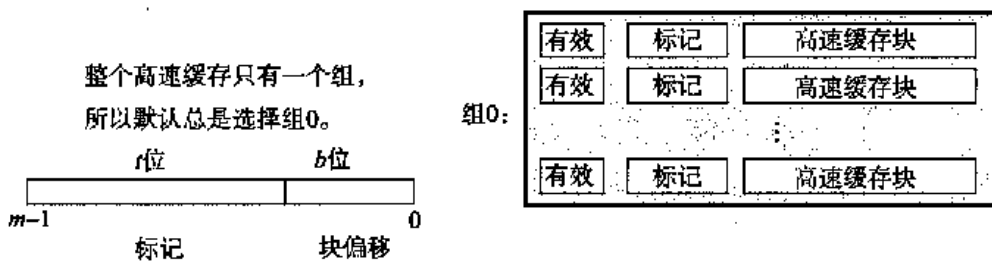 整个高速缓存只有一个组，
所以默认总是选择组0。
t位 b位
m-1 0
标记 块偏移
组0：
有效 标记 高速缓存块
有效 标记 高速缓存块
⋮
有效 标记 高速缓存块